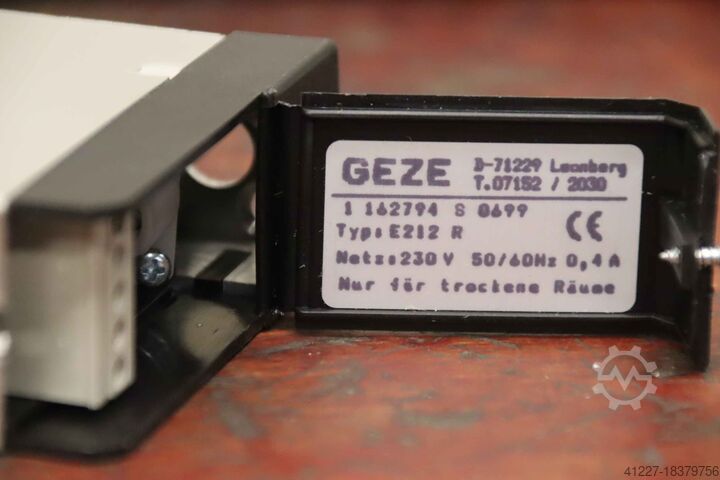 GEZE
D-71229 Leonberg
T.07152 / 2030
1 162794 S 0699
Typ: E212 R
CE
Netz: 230 V 50/60Hz 0,4 A
Nur für trockene Räume
41227-18379756